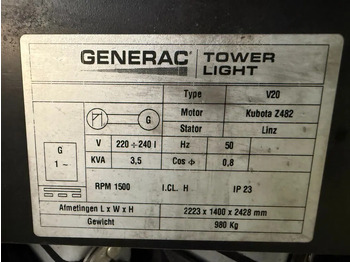 GENERAC® TOWER LIGHT
Type V20
Motor Kubota Z482
Stator Linz
G
V 220 ÷ 240 Hz 50
G 1 ~
KVA 3,5 Cos Φ 0,8
RPM 1500 I.CL. H IP 23
Afmetingen L x W x H 2223 x 1400 x 2428 mm
Gewicht 980 Kg